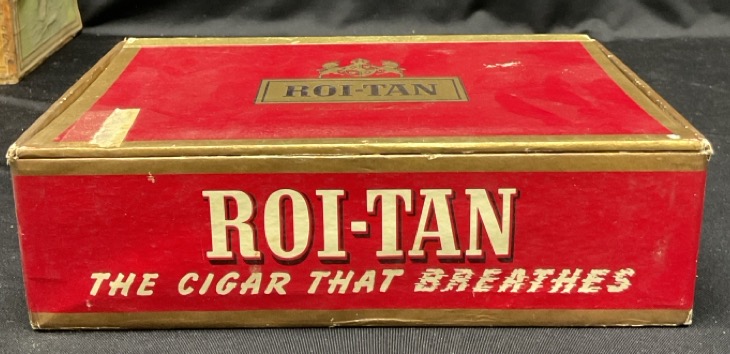 ROI-TAN
ROI-TAN
THE CIGAR THAT BREATHES